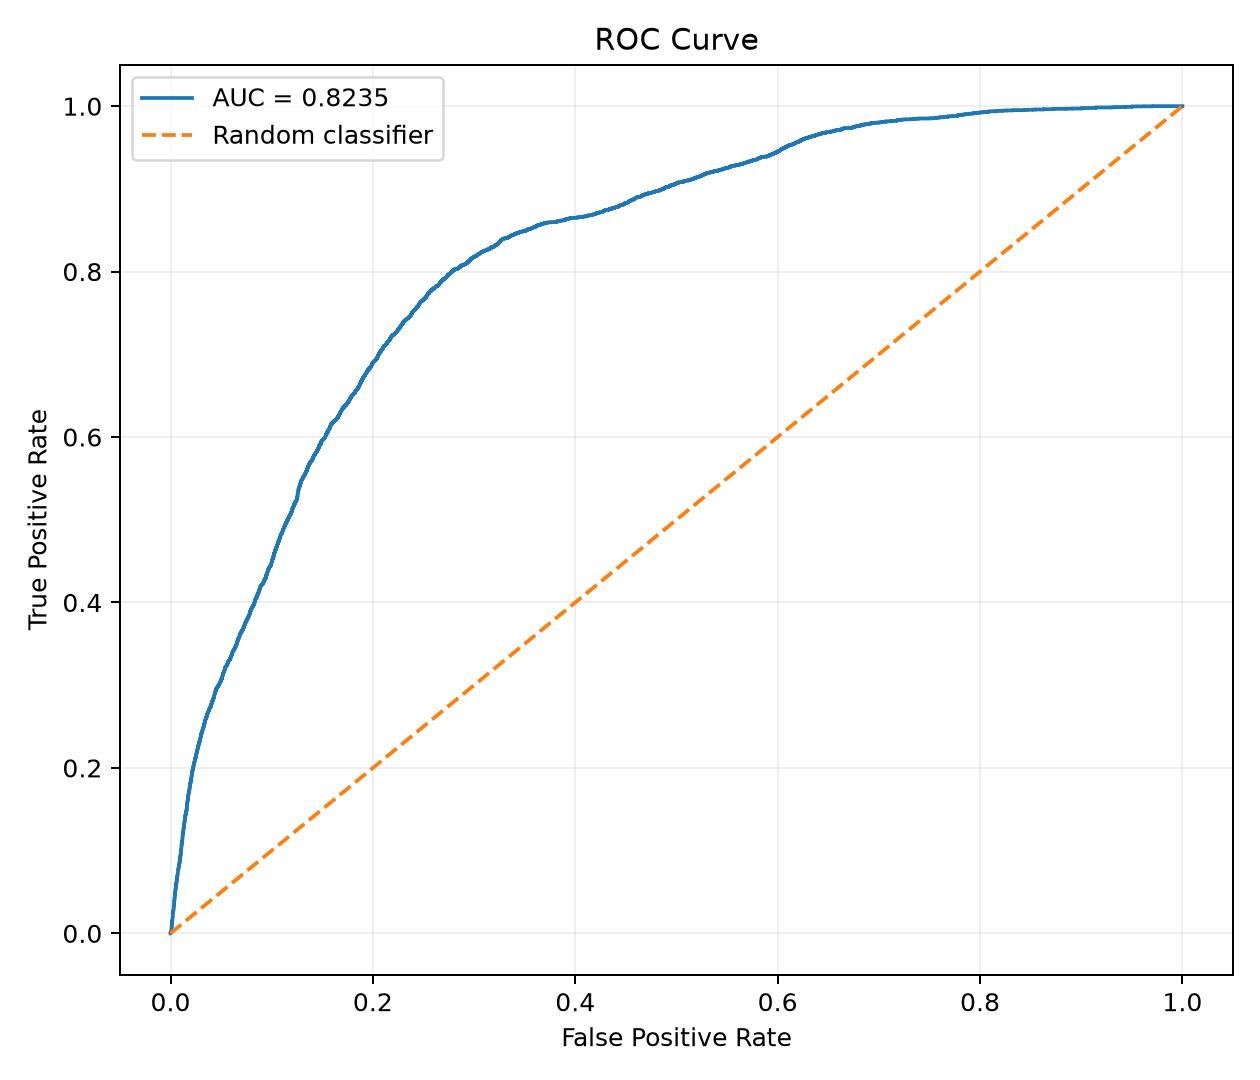 ROC Curve
AUC = 0.8235
Random classifier
1.0
0.8
0.6
0.4
0.2
0.0
True Positive Rate
0.0 0.2 0.4 0.6 0.8 1.0
False Positive Rate